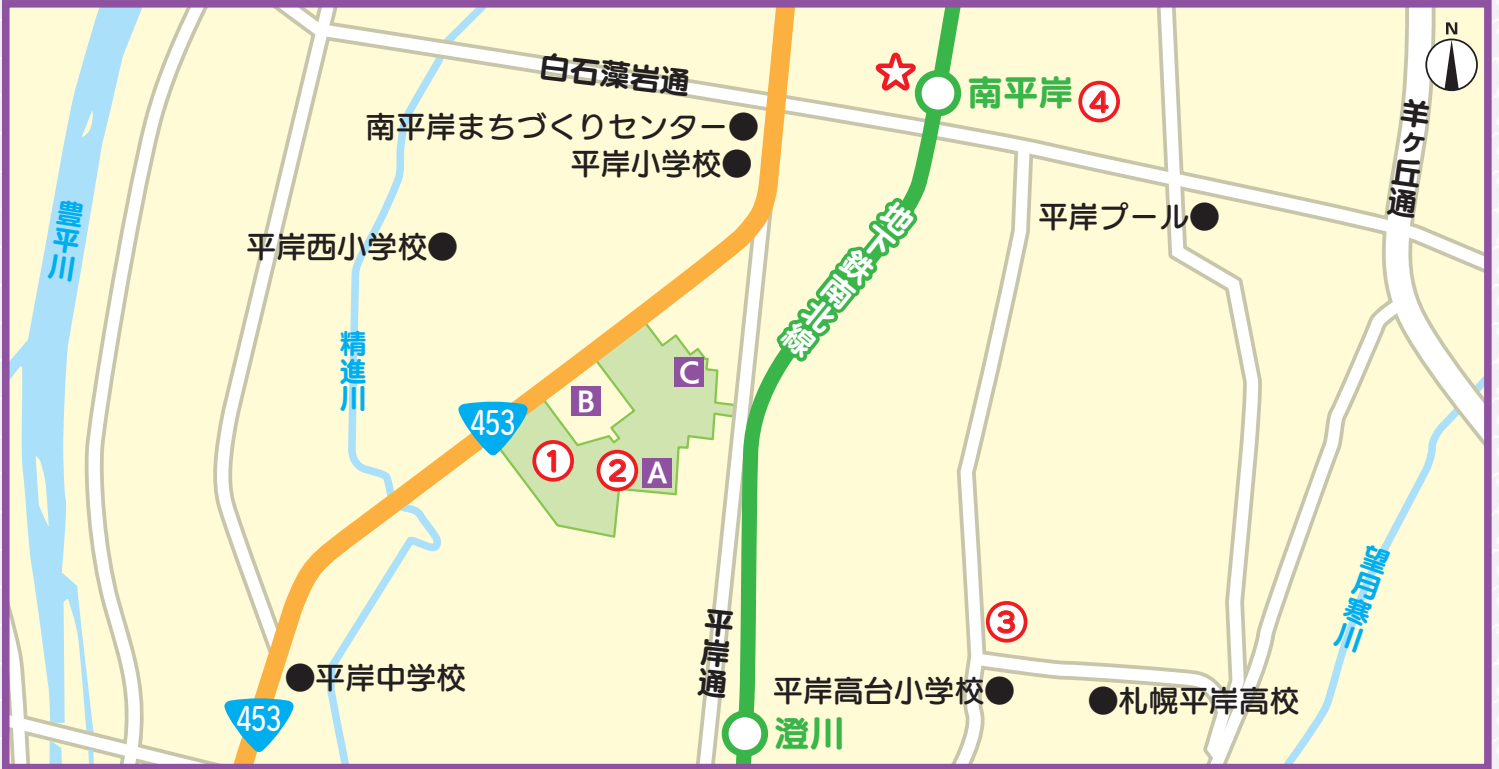 N
白石藻岩通
南平岸
④
羊ヶ丘通
南平岸まちづくりセンター
平岸小学校
平岸プール
豊平川
平岸西小学校
地下鉄南北線
精進川
C
B
453
①
②
A
望月寒川
③
平岸通
平岸中学校
平岸高台小学校
札幌平岸高校
453
澄川